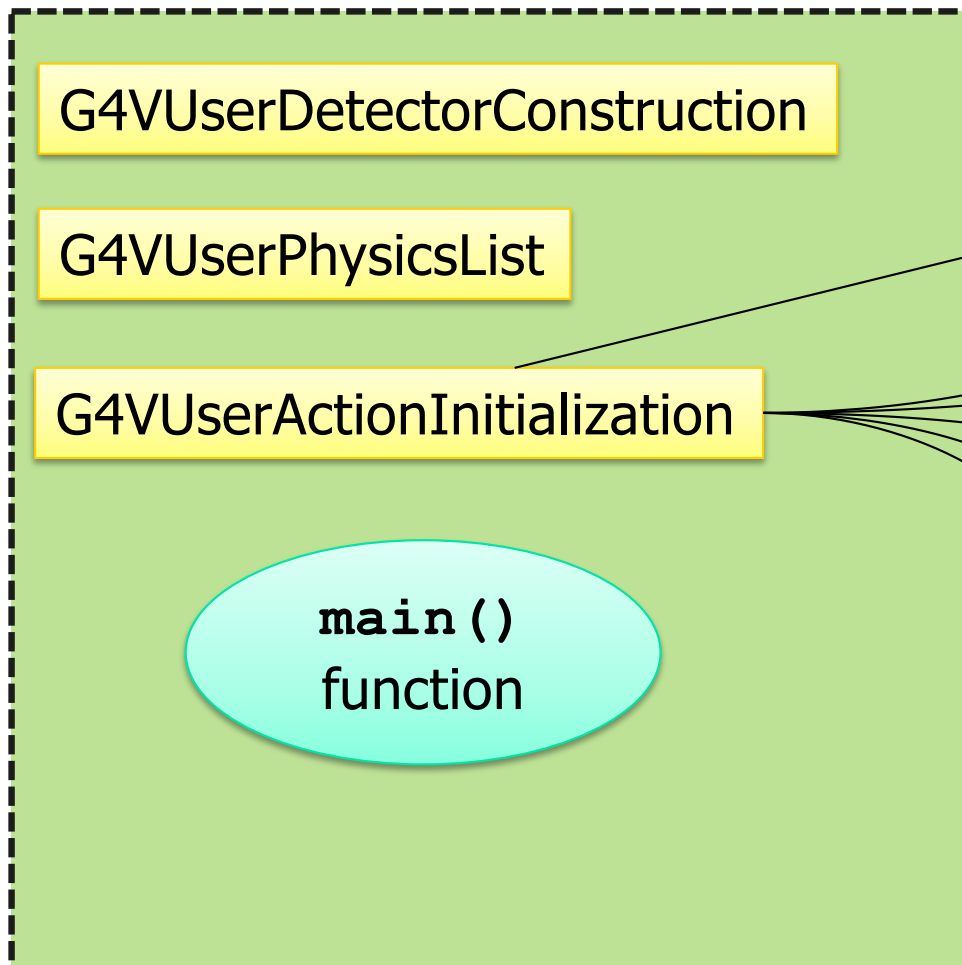 G4VUserDetectorConstruction
G4VUserPhysicsList
G4VUserActionInitialization
main()
function